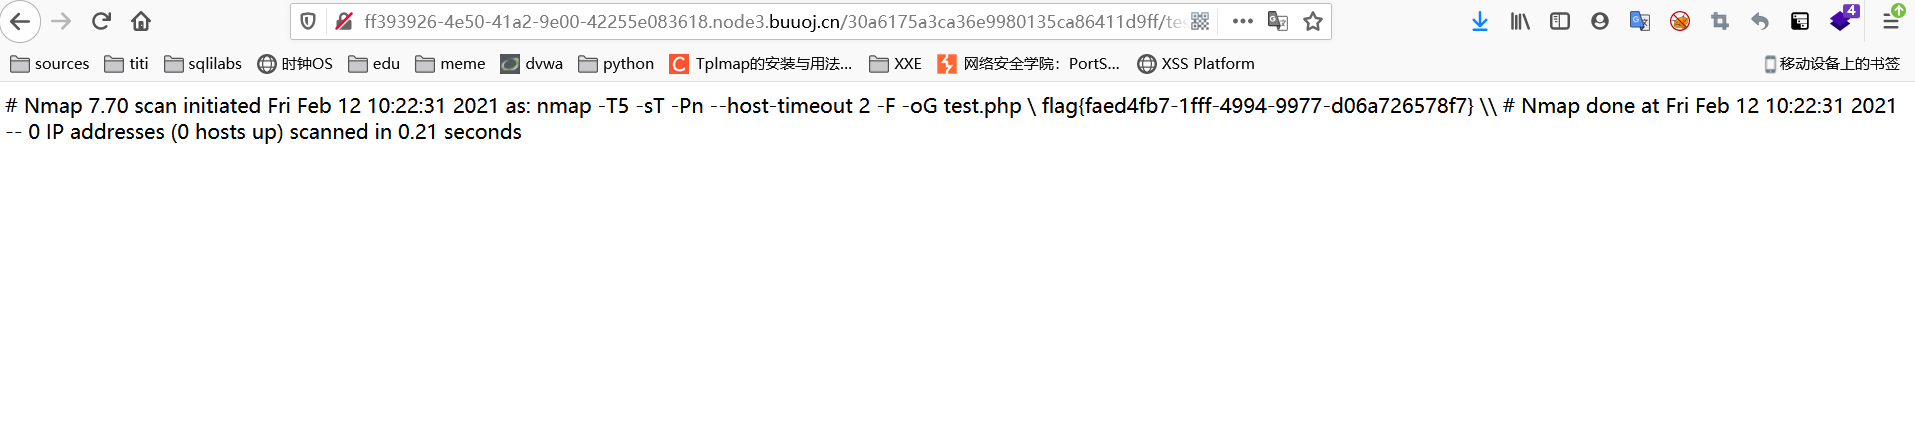 ff393926-4e50-41a2-9e00-42255e083618.node3.buuoj.cn/30a6175a3ca36e9980135ca86411d9ff/tes
4
sources titi sqlilabs 时钟OS edu meme dvwa python Tplmap的安装与用法... XXE 网络安全学院：PortS... XSS Platform 移动设备上的书签
# Nmap 7.70 scan initiated Fri Feb 12 10:22:31 2021 as: nmap -T5 -sT -Pn --host-timeout 2 -F -oG test.php \ flag{faed4fb7-1fff-4994-9977-d06a726578f7} \\ # Nmap done at Fri Feb 12 10:22:31 2021
-- 0 IP addresses (0 hosts up) scanned in 0.21 seconds